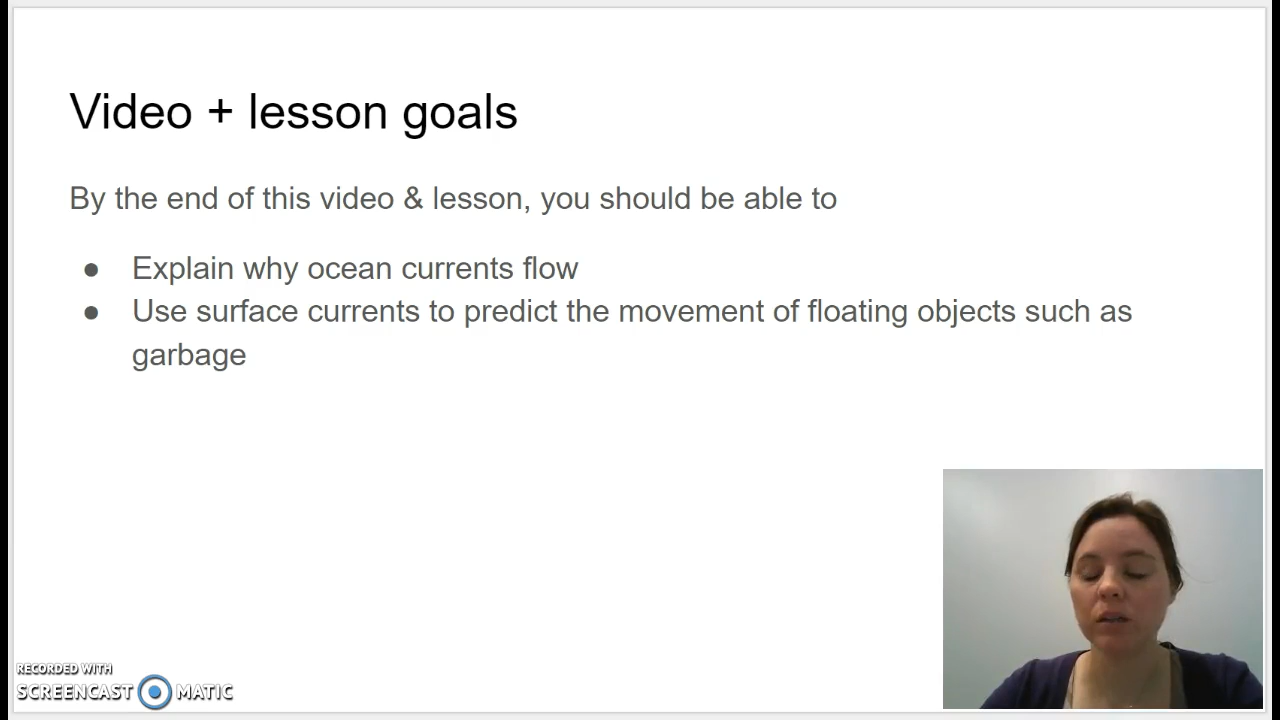 Video + lesson goals
By the end of this video & lesson, you should be able to
● Explain why ocean currents flow
● Use surface currents to predict the movement of floating objects such as
garbage
RECORDED WITH
SCREENCAST MATIC